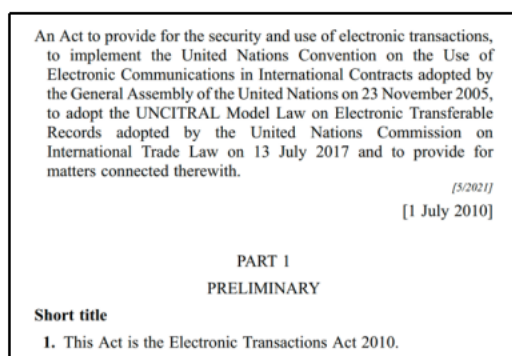 An Act to provide for the security and use of electronic transactions,
to implement the United Nations Convention on the Use of
Electronic Communications in International Contracts adopted by
the General Assembly of the United Nations on 23 November 2005,
to adopt the UNCITRAL Model Law on Electronic Transferable
Records adopted by the United Nations Commission on
International Trade Law on 13 July 2017 and to provide for
matters connected therewith.
[5/2021]
[1 July 2010]
PART 1
PRELIMINARY
Short title
1. This Act is the Electronic Transactions Act 2010.